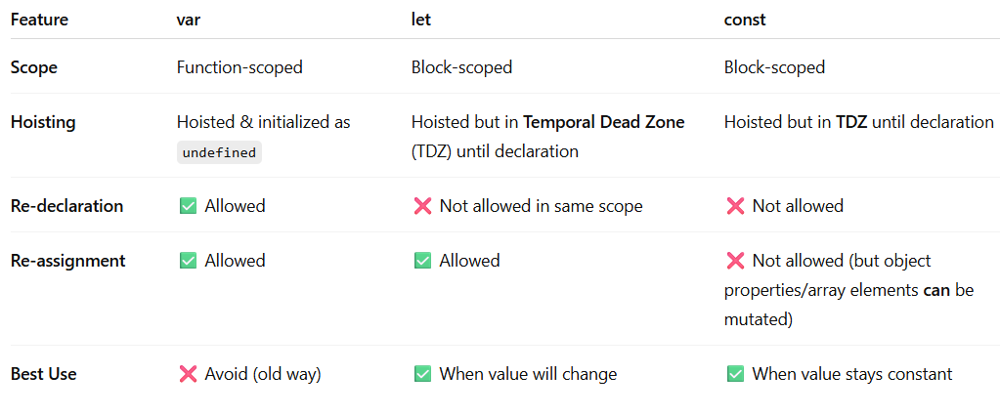 Feature var let const
Scope Function-scoped Block-scoped Block-scoped
Hoisting Hoisted & initialized as undefined Hoisted but in Temporal Dead Zone (TDZ) until declaration Hoisted but in TDZ until declaration
Re-declaration ✅ Allowed ❌ Not allowed in same scope ❌ Not allowed
Re-assignment ✅ Allowed ✅ Allowed ❌ Not allowed (but object properties/array elements can be mutated)
Best Use ❌ Avoid (old way) ✅ When value will change ✅ When value stays constant